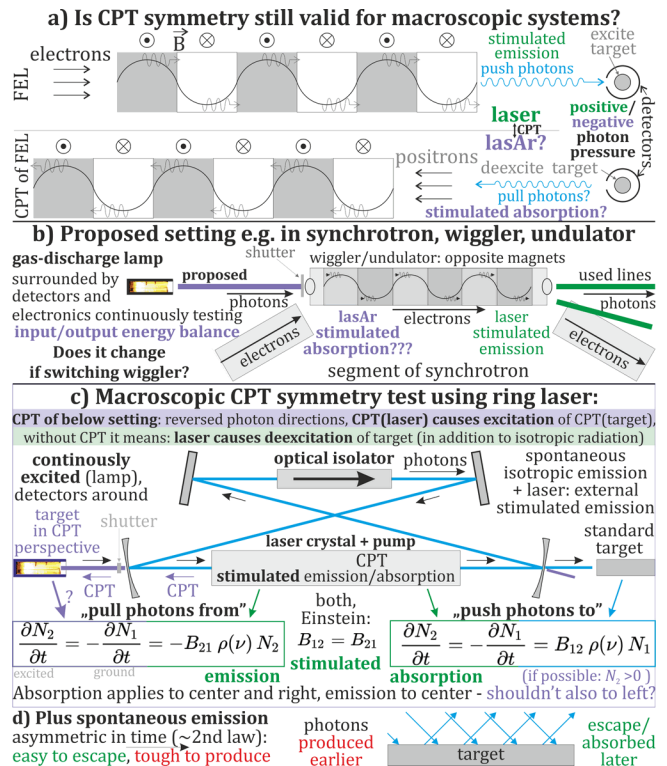 a) Is CPT symmetry still valid for macroscopic systems?
electrons
B
stimulated
emission
push photons
excite
target
FEL
laser
CPT
lasAr?
positive/
negative
photon
pressure
detectors
CPT of FEL
positrons
deexcite target
pull photons?
stimulated absorption?
b) Proposed setting e.g. in synchrotron, wiggler, undulator
gas-discharge lamp
surrounded by
detectors and
electronics continuously testing
input/output energy balance
Does it change
if switching wiggler?
proposed
photons
shutter
wiggler/undulator: opposite magnets
used lines
photons
lasAr
stimulated
absorption???
electrons
laser
stimulated
emission
electrons
electrons
segment of synchrotron
c) Macroscopic CPT symmetry test using ring laser:
CPT of below setting: reversed photon directions, CPT(laser) causes excitation of CPT(target),
without CPT it means: laser causes deexcitation of target (in addition to isotropic radiation)
continously
excited (lamp),
detectors around
optical isolator
photons
spontaneous
isotropic emission
+ laser: external
stimulated emission
target
in CPT
perspective
shutter
laser crystal + pump
CPT
stimulated emission/absorption
standard
target
CPT
CPT
?
„pull photons from"
both,
Einstein:
B₁₂ = B₂₁
stimulated
„push photons to"
∂N₂/∂t = −∂N₁/∂t = −B₂₁ ρ(ν) N₂
excited
ground
emission
∂N₂/∂t = −∂N₁/∂t = B₁₂ ρ(ν) N₁
absorption
(if possible: N₂ >0 )
Absorption applies to center and right, emission to center - shouldn't also to left?
d) Plus spontaneous emission
asymmetric in time (~2nd law):
easy to escape, tough to produce
photons
produced
earlier
target
escape/
absorbed
later